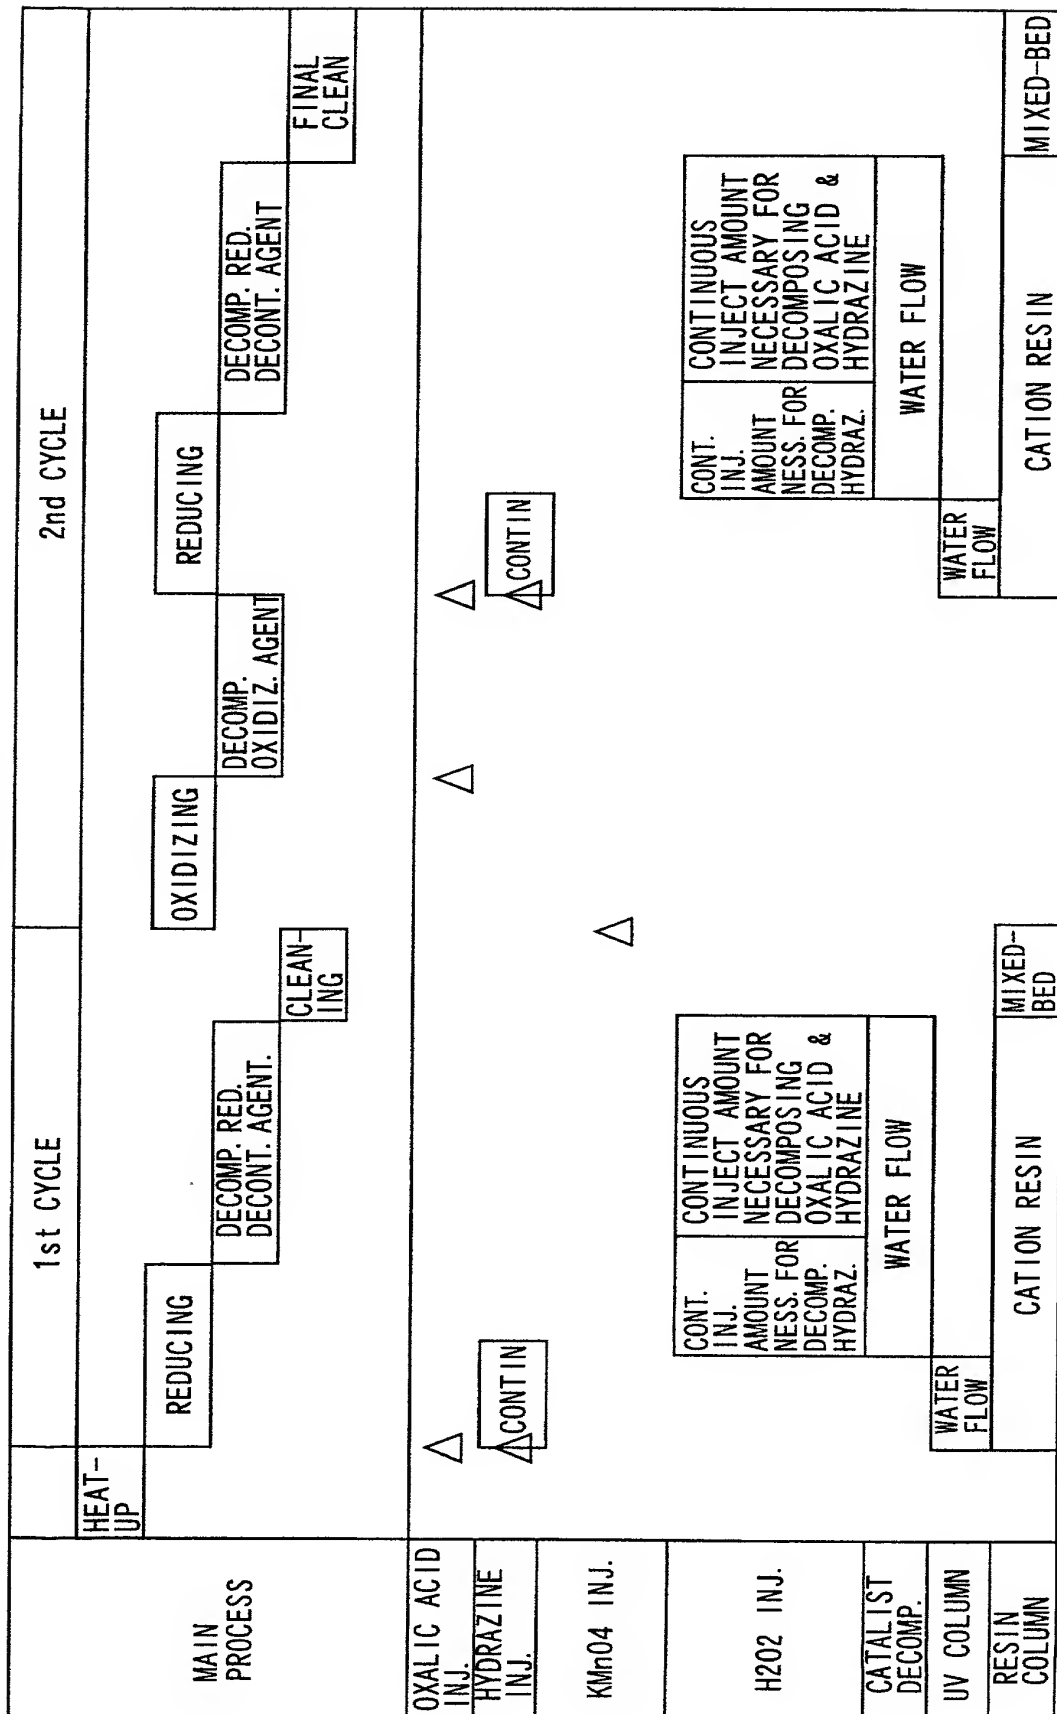 1st CYCLE
2nd CYCLE
MAIN
PROCESS
HEAT-
UP
REDUCING
DECOMP. RED.
DECONT. AGENT.
CLEAN-
ING
OXIDIZING
DECOMP.
OXIDIZ. AGENT
REDUCING
DECOMP. RED.
DECONT. AGENT
FINAL
CLEAN
OXALIC ACID
INJ.
HYDRAZINE
INJ.
CONTIN
CONTIN
KMnO4 INJ.
H2O2 INJ.
CONT.
INJ.
AMOUNT
NESS. FOR
DECOMP.
HYDRAZ.
CONTINUOUS
INJECT AMOUNT
NECESSARY FOR
DECOMPOSING
OXALIC ACID &
HYDRAZINE
CONT.
INJ.
AMOUNT
NESS. FOR
DECOMP.
HYDRAZ.
CONTINUOUS
INJECT AMOUNT
NECESSARY FOR
DECOMPOSING
OXALIC ACID &
HYDRAZINE
CATALIST
DECOMP.
WATER FLOW
WATER FLOW
UV COLUMN
WATER
FLOW
WATER
FLOW
RESIN
COLUMN
CATION RESIN
MIXED-
BED
CATION RESIN
MIXED-BED